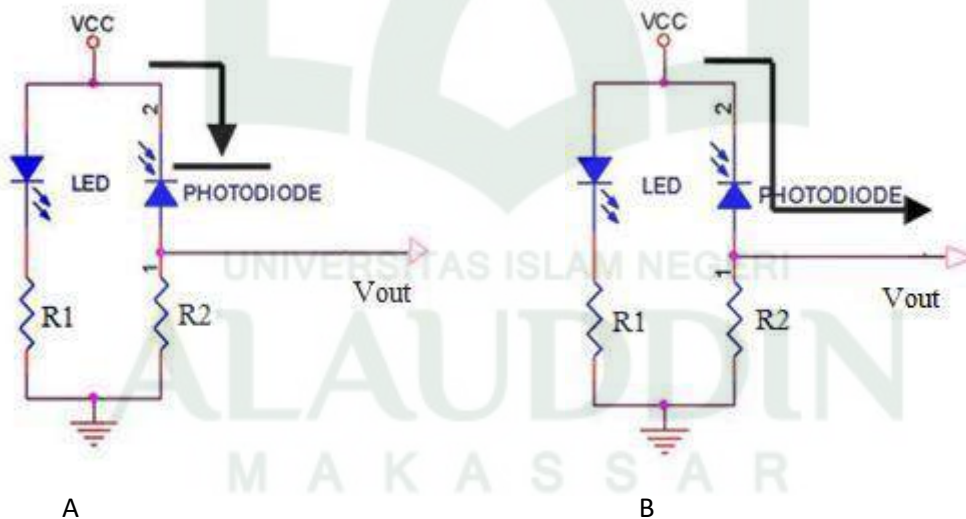 VCC
2
LED
PHOTODIODE
1
Vout
R1
R2
A
VCC
2
LED
PHOTODIODE
1
Vout
R1
R2
B
UNIVERSITAS ISLAM NEGERI
ALAUDDIN
MAKASSAR